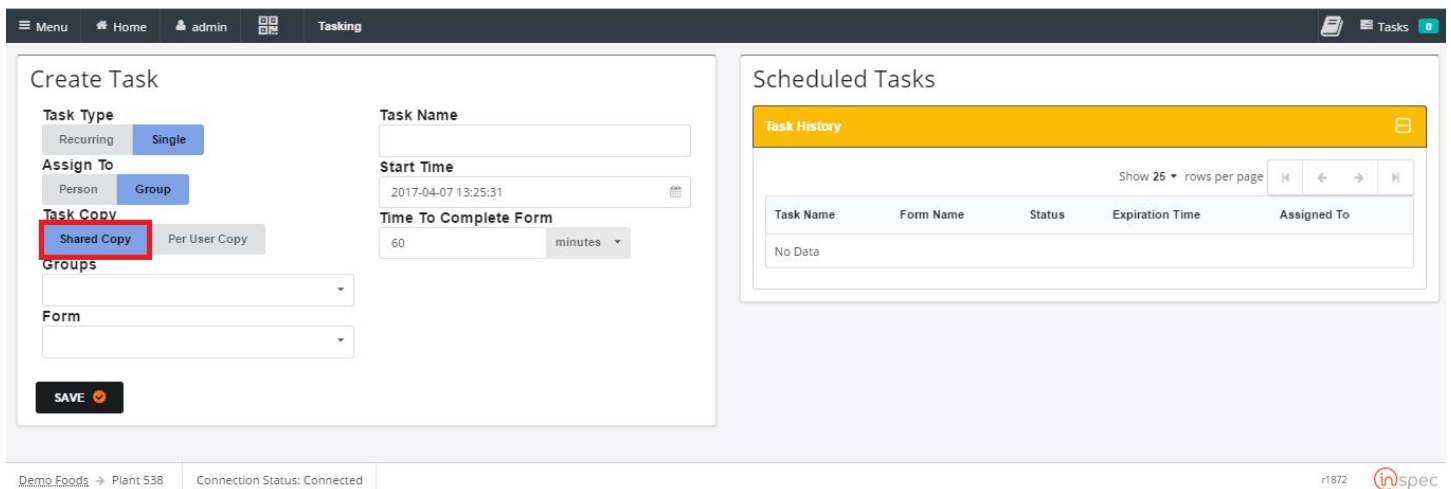 Menu Home admin Tasking Tasks 0
Create Task
Task Type
Recurring Single
Assign To
Person Group
Task Copy
Shared Copy Per User Copy
Groups
Form
SAVE
Task Name
Start Time
2017-04-07 13:25:31
Time To Complete Form
60 minutes
Scheduled Tasks
Task History
Show 25 rows per page
Task Name Form Name Status Expiration Time Assigned To
No Data
Demo Foods → Plant 538 Connection Status: Connected r1872 inspec